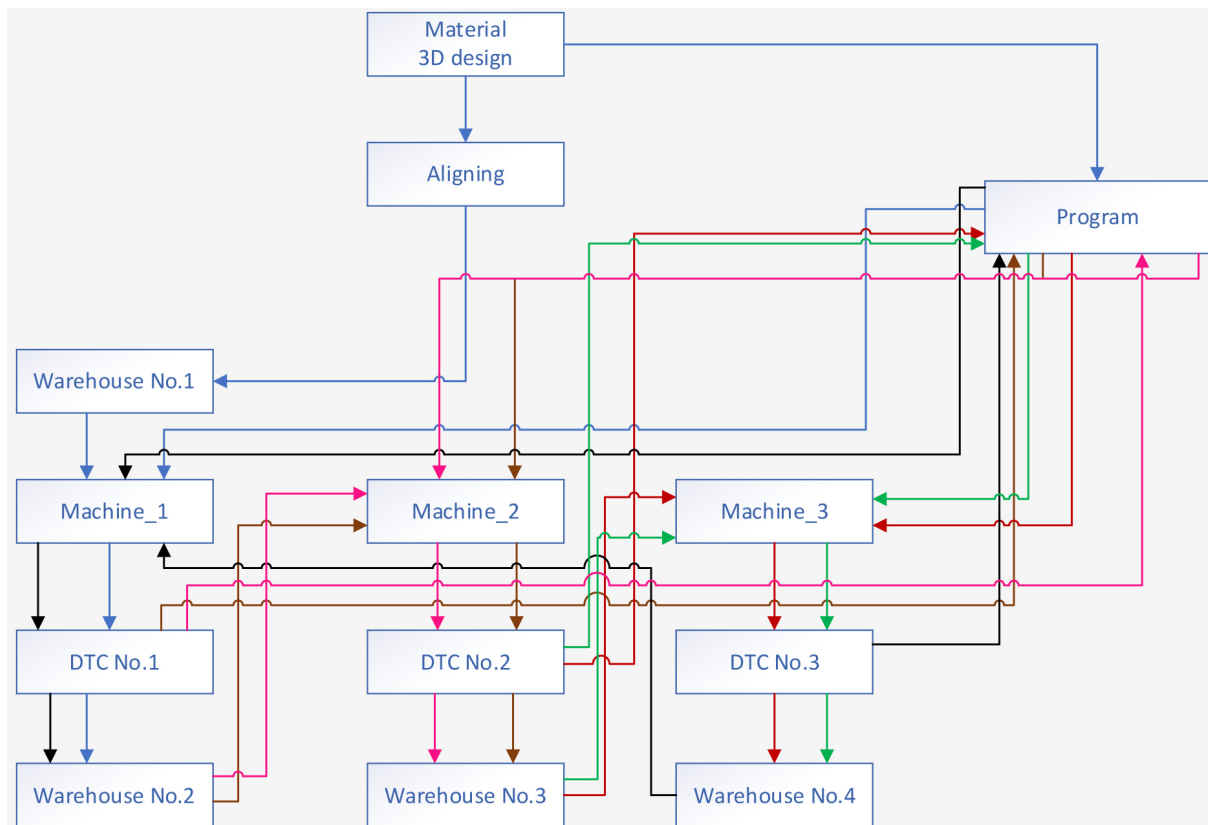 Material
3D design
Aligning
Program
Warehouse No.1
Machine_1
Machine_2
Machine_3
DTC No.1
DTC No.2
DTC No.3
Warehouse No.2
Warehouse No.3
Warehouse No.4